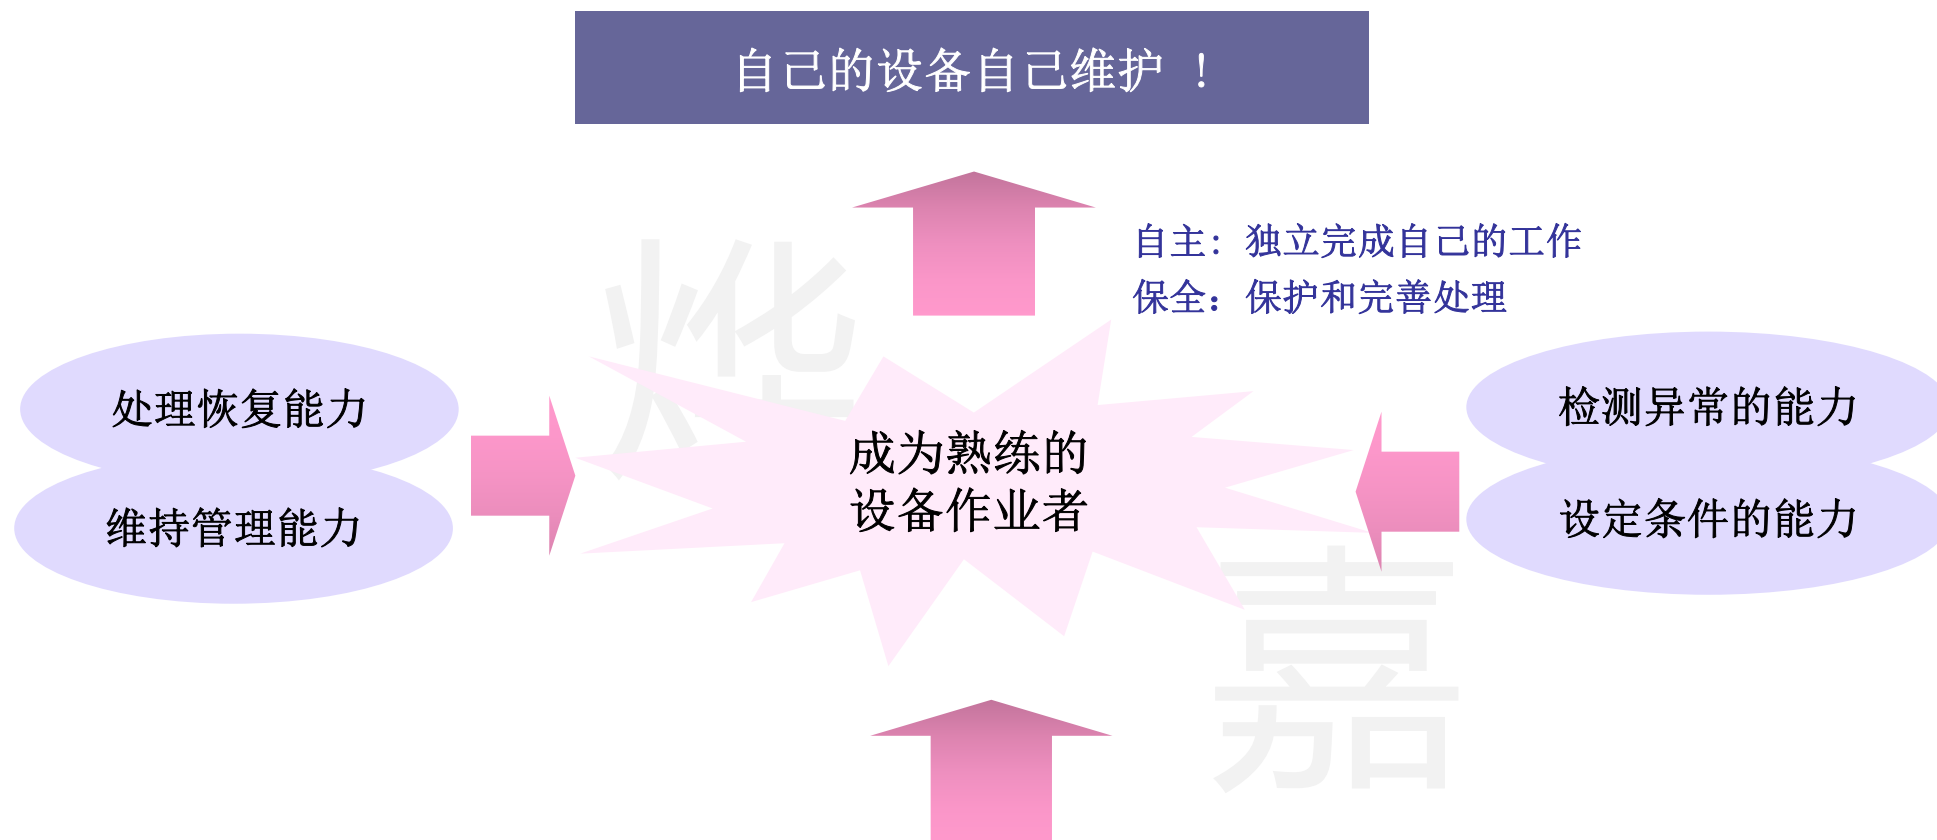 自己的设备自己维护 ！
自主：独立完成自己的工作
保全：保护和完善处理
处理恢复能力
维持管理能力
成为熟练的
设备作业者
检测异常的能力
设定条件的能力
烨
嘉